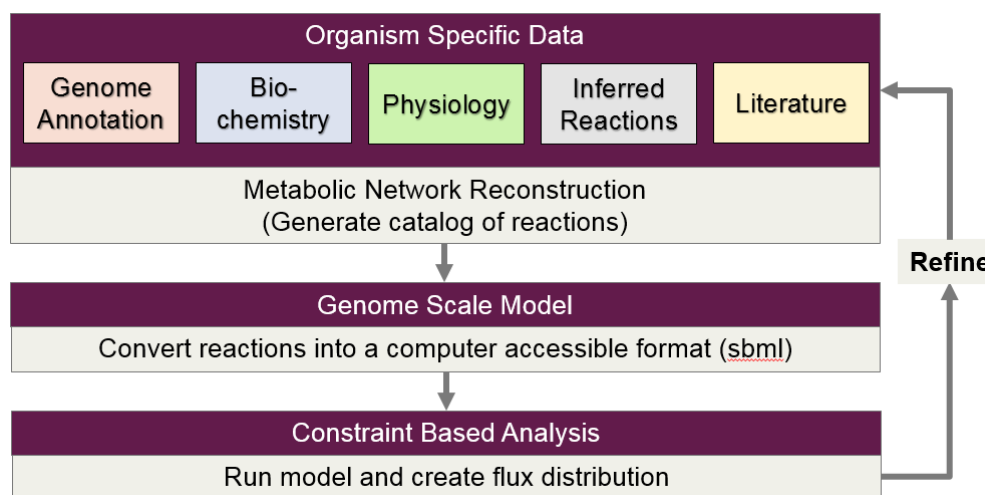 Organism Specific Data
Genome
Annotation
Bio-
chemistry
Physiology
Inferred
Reactions
Literature
Metabolic Network Reconstruction
(Generate catalog of reactions)
Refine
Genome Scale Model
Convert reactions into a computer accessible format (sbml)
Constraint Based Analysis
Run model and create flux distribution